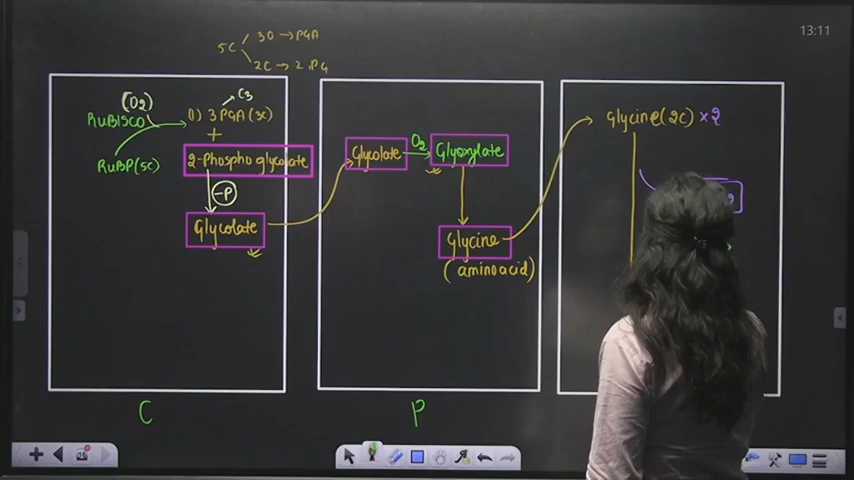 13:11
5C
3C → PGA
2C → 2.PG
(O2)
C3
RUBISCO
1) 3 PGA (3C)
+
RuBP(5C)
2-Phospho glycolate
-P
Glycolate
C
Glycolate
O2
Glyoxylate
Glycine
(aminoacid)
P
Glycine(2C) ×2